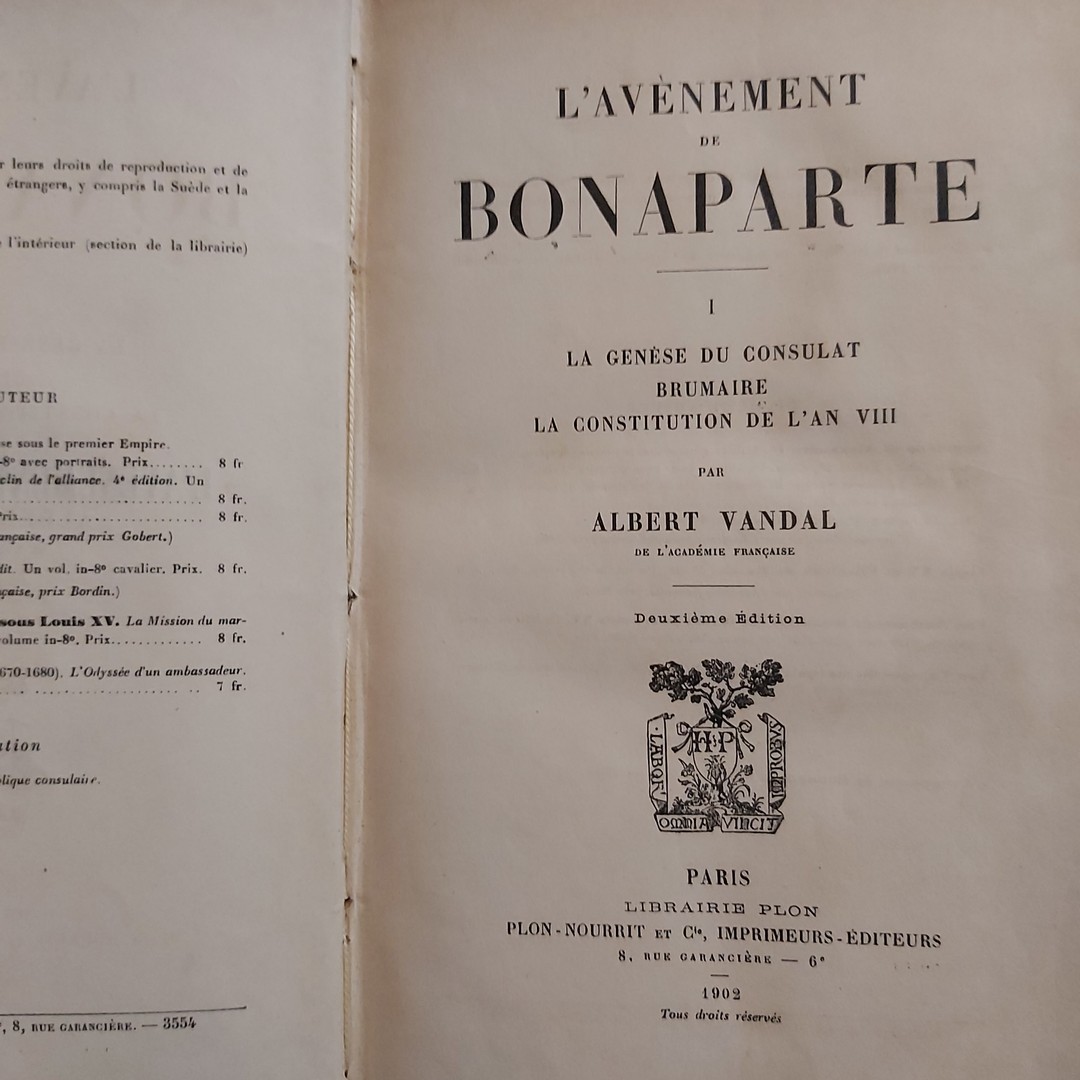 leurs droits de reproduction et de
étrangers, y compris la Suède et la
l'intérieur (section de la librairie)
UTEUR
se sous le premier Empire.
-8° avec portraits. Prix........ 8 fr
clin de l'alliance. 4e édition. Un
8 fr.
Prix............................ 8 fr.
ançaise, grand prix Gobert.)
dit. Un vol. in-8° cavalier. Prix. 8 fr.
çaise, prix Bordin.)
sous Louis XV. La Mission du mar-
olume in-8°. Prix............. 8 fr.
670-1680). L'Odyssée d'un ambassadeur.
7 fr.
ation
lique consulaire.
8, RUE GARANCIÈRE. — 3554
L'AVÈNEMENT
DE
BONAPARTE
I
LA GENÈSE DU CONSULAT
BRUMAIRE
LA CONSTITUTION DE L'AN VIII
PAR
ALBERT VANDAL
DE L'ACADÉMIE FRANÇAISE
Deuxième Édition
H P
LABOR
IMPROBVS
OMNIA VINCIT
PARIS
LIBRAIRIE PLON
PLON-NOURRIT ET Cie, IMPRIMEURS-ÉDITEURS
8, RUE GARANCIÈRE — 6e
1902
Tous droits réservés